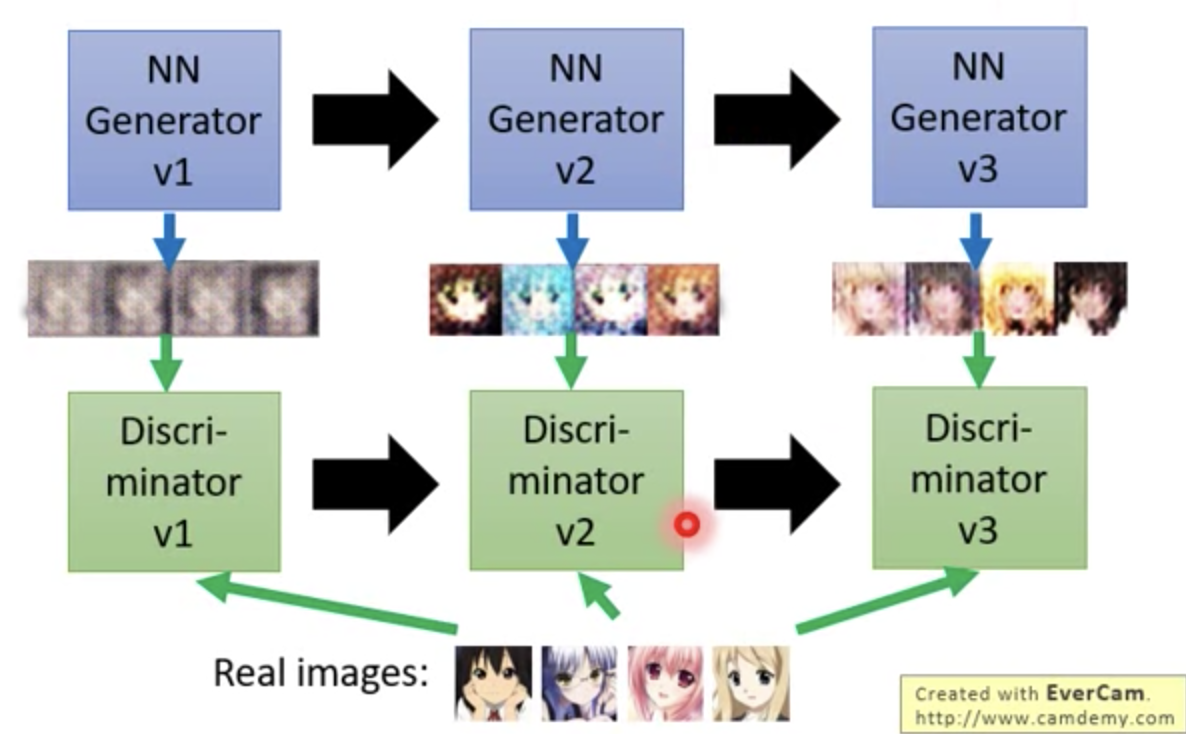 NN
Generator
v1
NN
Generator
v2
NN
Generator
v3
Discri-
minator
v1
Discri-
minator
v2
Discri-
minator
v3
Real images:
Created with EverCam.
http://www.camdemy.com